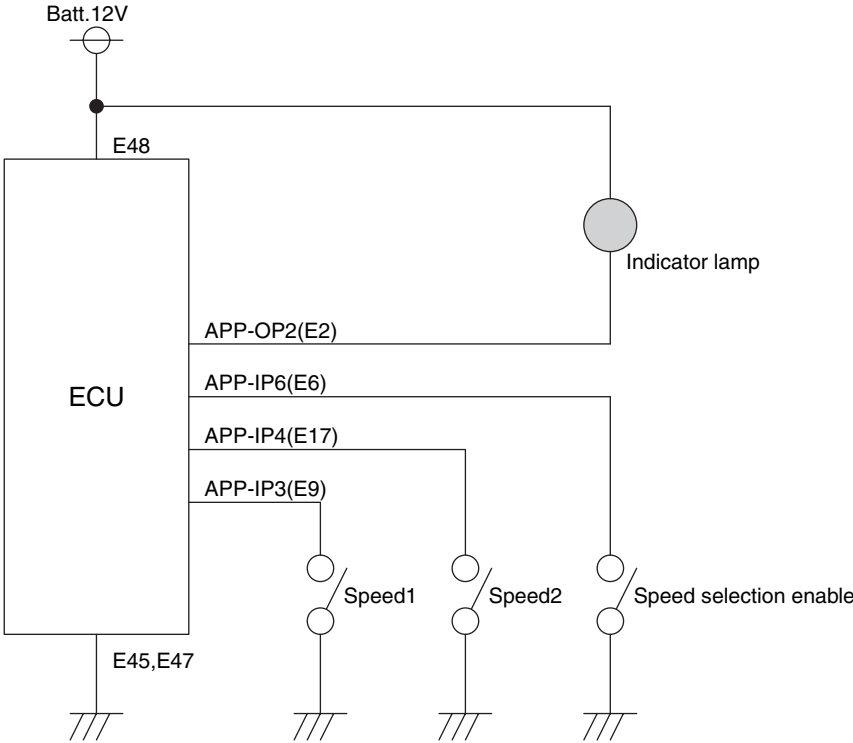 Batt.12V
E48
Indicator lamp
APP-OP2(E2)
APP-IP6(E6)
ECU
APP-IP4(E17)
APP-IP3(E9)
Speed1
Speed2
Speed selection enable
E45,E47